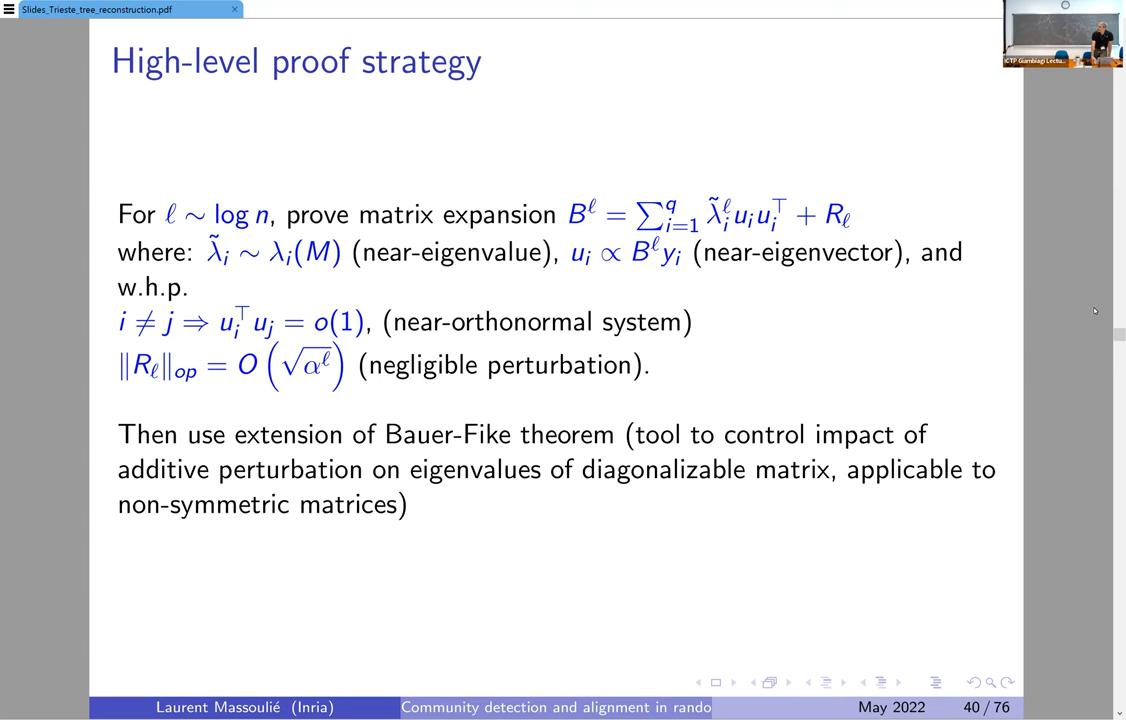 Slides_Trieste_tree_reconstruction.pdf
ICTP Giambiagi Lectu...
High-level proof strategy
For ℓ ∼ log n, prove matrix expansion B^ℓ = ∑_{i=1}^{q} λ̃_i^ℓ u_i u_i^⊤ + R_ℓ
where: λ̃_i ∼ λ_i(M) (near-eigenvalue), u_i ∝ B^ℓ y_i (near-eigenvector), and
w.h.p.
i ≠ j ⇒ u_i^⊤ u_j = o(1), (near-orthonormal system)
‖R_ℓ‖_op = O(√α^ℓ) (negligible perturbation).
Then use extension of Bauer-Fike theorem (tool to control impact of
additive perturbation on eigenvalues of diagonalizable matrix, applicable to
non-symmetric matrices)
Laurent Massoulié (Inria) Community detection and alignment in rando May 2022 40 / 76